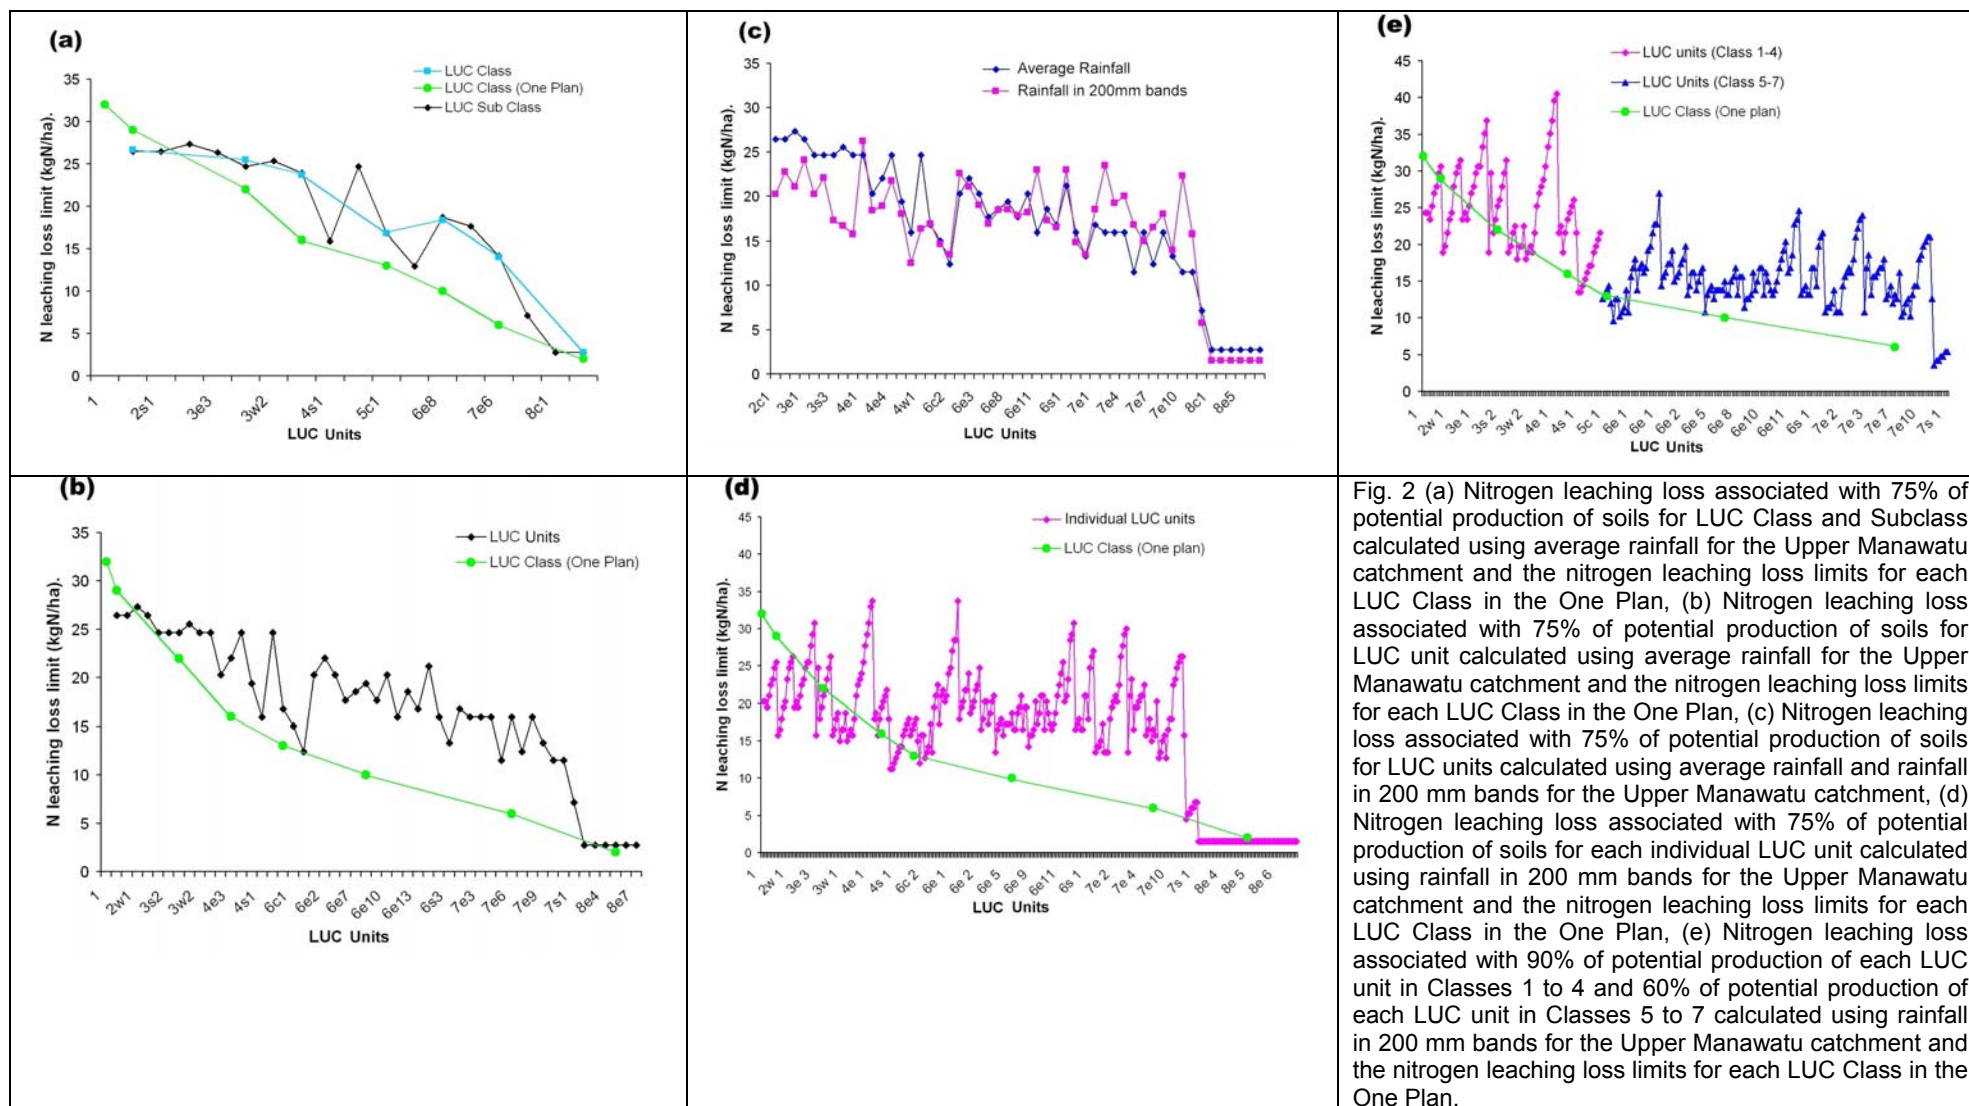 (a)
LUC Class
LUC Class (One Plan)
LUC Sub Class
N leaching loss limit (kgN/ha).
35
30
25
20
15
10
5
0
1 2s1 3e3 3w2 4s1 5c1 6e8 7e6 8c1
LUC Units
(c)
Average Rainfall
Rainfall in 200mm bands
N leaching loss limit (kgN/ha).
35
30
25
20
15
10
5
0
2c1 3e1 3s3 4e1 4e4 4w1 6c2 6e3 6e8 6e11 6s1 7e1 7e4 7e7 7e10 8c1 8e5
LUC Units
(e)
LUC units (Class 1-4)
LUC Units (Class 5-7)
LUC Class (One plan)
N leaching loss limit (kgN/ha).
45
40
35
30
25
20
15
10
5
0
1 2w 1 3e 1 3s 2 3w 2 4e 1 4s 1 5c 1 6e 1 6e 1 6e 2 6e 5 6e 8 6e10 6e11 6s 1 7e 2 7e 3 7e 7 7e10 7s 1
LUC Units
(b)
LUC Units
LUC Class (One Plan)
N leaching loss limit (kgN/ha).
35
30
25
20
15
10
5
0
1 2w1 3s2 3w2 4e3 4s1 6c1 6e2 6e7 6e10 6e13 6s3 7e3 7e6 7e9 7s1 8e4 8e7
LUC Units
(d)
Individual LUC units
LUC Class (One plan)
N leaching loss limit (kgN/ha).
45
40
35
30
25
20
15
10
5
0
1 2w 1 3e 3 3w 1 4e 1 4s 1 6c 2 6e 1 6e 2 6e 5 6e 9 6e11 6s 1 7e 2 7e 4 7e10 7s 1 8e 4 8e 5 8e 6
LUC Units
Fig. 2 (a) Nitrogen leaching loss associated with 75% of
potential production of soils for LUC Class and Subclass
calculated using average rainfall for the Upper Manawatu
catchment and the nitrogen leaching loss limits for each
LUC Class in the One Plan, (b) Nitrogen leaching loss
associated with 75% of potential production of soils for
LUC unit calculated using average rainfall for the Upper
Manawatu catchment and the nitrogen leaching loss limits
for each LUC Class in the One Plan, (c) Nitrogen leaching
loss associated with 75% of potential production of soils
for LUC units calculated using average rainfall and rainfall
in 200 mm bands for the Upper Manawatu catchment, (d)
Nitrogen leaching loss associated with 75% of potential
production of soils for each individual LUC unit calculated
using rainfall in 200 mm bands for the Upper Manawatu
catchment and the nitrogen leaching loss limits for each
LUC Class in the One Plan, (e) Nitrogen leaching loss
associated with 90% of potential production of each LUC
unit in Classes 1 to 4 and 60% of potential production of
each LUC unit in Classes 5 to 7 calculated using rainfall
in 200 mm bands for the Upper Manawatu catchment and
the nitrogen leaching loss limits for each LUC Class in the
One Plan.